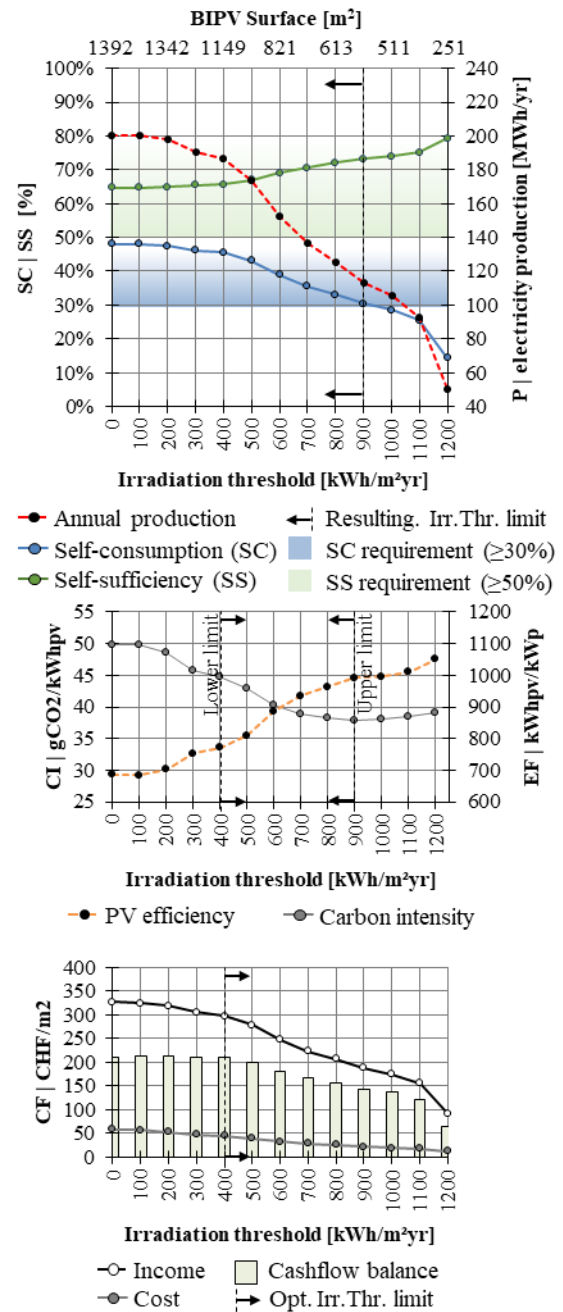 BIPV Surface [m²]
1392 1342 1149 821 613 511 251
100% 240
90% 220
80% 200
70% 180
60% 160
50% 140
40% 120
30% 100
20% 80
10% 60
0% 40
SC | SS [%]
P | electricity production [MWh/yr]
0 100 200 300 400 500 600 700 800 900 1000 1100 1200
Irradiation threshold [kWh/m²yr]
Annual production
Resulting. Irr.Thr. limit
Self-consumption (SC)
SC requirement (≥30%)
Self-sufficiency (SS)
SS requirement (≥50%)
55 1200
50 1100
45 1000
40 900
35 800
30 700
25 600
CI | gCO2/kWhpv
Lower limit
Upper limit
EF | kWhpv/kWp
0 100 200 300 400 500 600 700 800 900 1000 1100 1200
Irradiation threshold [kWh/m²yr]
PV efficiency
Carbon intensity
400
350
300
250
200
150
100
50
0
CF | CHF/m2
0 100 200 300 400 500 600 700 800 900 1000 1100 1200
Irradiation threshold [kWh/m²yr]
Income
Cashflow balance
Cost
Opt. Irr.Thr. limit